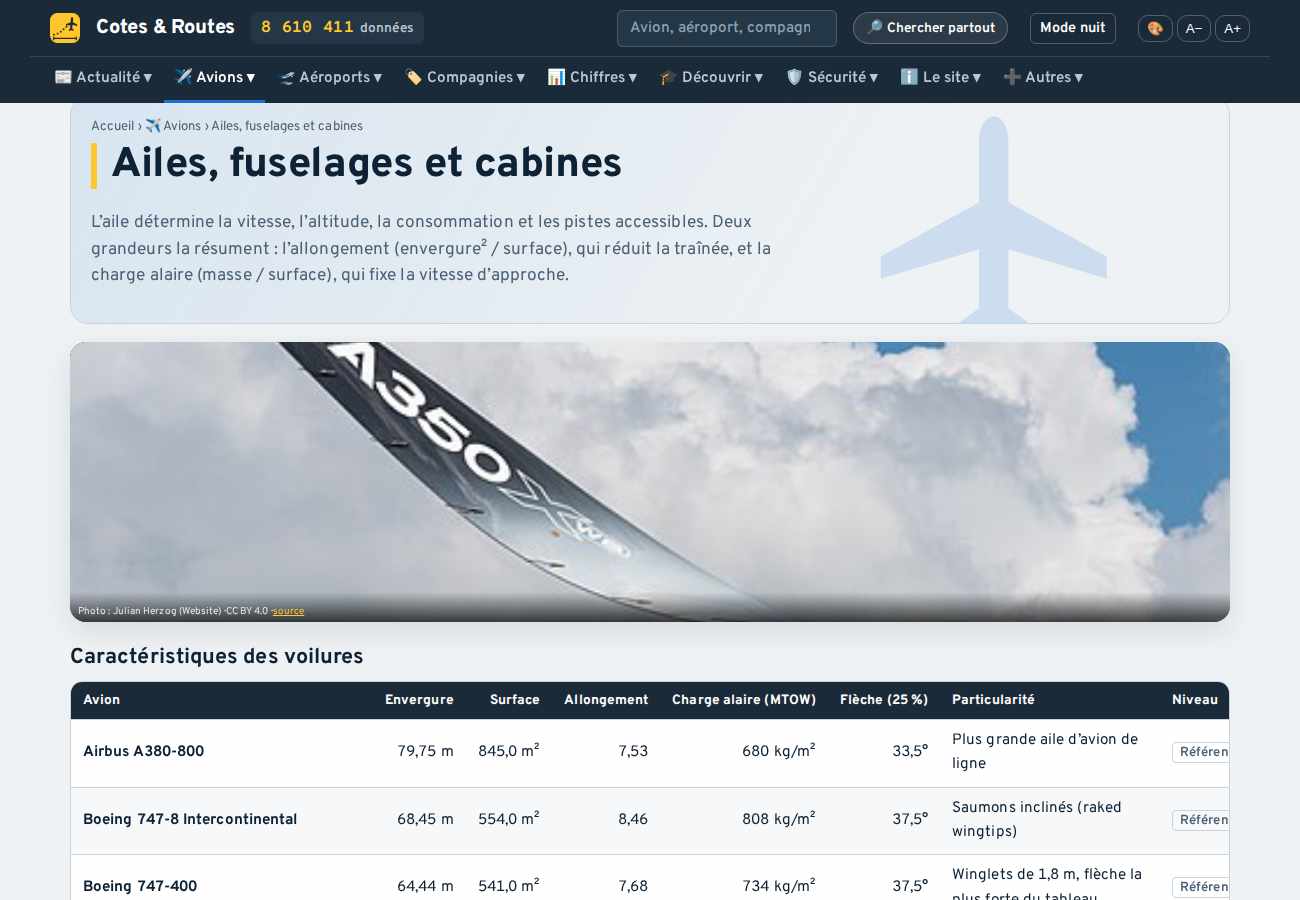 Cotes & Routes
8 610 411 données
Avion, aéroport, compagn
🔎 Chercher partout
Mode nuit
🎨
A−
A+
📰 Actualité ▾
✈️ Avions ▾
🛫 Aéroports ▾
🏷️ Compagnies ▾
📊 Chiffres ▾
🎓 Découvrir ▾
🛡️ Sécurité ▾
ℹ️ Le site ▾
➕ Autres ▾
Accueil › ✈️ Avions › Ailes, fuselages et cabines
Ailes, fuselages et cabines
L’aile détermine la vitesse, l’altitude, la consommation et les pistes accessibles. Deux
grandeurs la résument : l’allongement (envergure² / surface), qui réduit la traînée, et la
charge alaire (masse / surface), qui fixe la vitesse d’approche.
A350
XWB
Photo : Julian Herzog (Website) · CC BY 4.0 · source
Caractéristiques des voilures
Avion Envergure Surface Allongement Charge alaire (MTOW) Flèche (25 %) Particularité Niveau
Airbus A380-800 79,75 m 845,0 m² 7,53 680 kg/m² 33,5° Plus grande aile d’avion de
ligne
Référen
Boeing 747-8 Intercontinental 68,45 m 554,0 m² 8,46 808 kg/m² 37,5° Saumons inclinés (raked
wingtips)
Référen
Boeing 747-400 64,44 m 541,0 m² 7,68 734 kg/m² 37,5° Winglets de 1,8 m, flèche la
plus forte du tableau
Référen